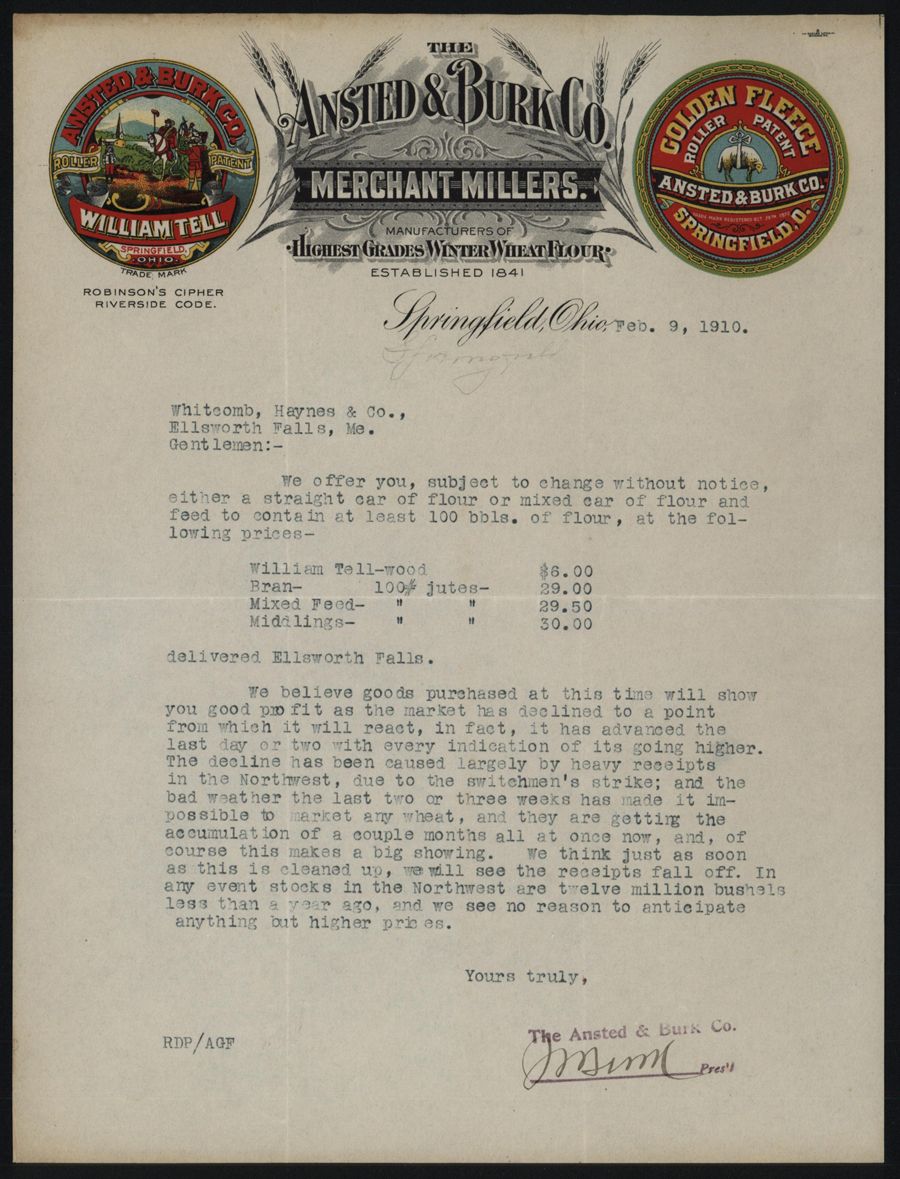 THE
ANSTED & BURK CO.
MERCHANT MILLERS.
MANUFACTURERS OF
HIGHEST GRADES WINTER WHEAT FLOUR
ESTABLISHED 1841
ANSTED & BURK CO.
ROLLER PATENT
WILLIAM TELL
SPRINGFIELD,
OHIO.
TRADE MARK
ROBINSON'S CIPHER
RIVERSIDE CODE.
GOLDEN FLEECE
ROLLER PATENT
ANSTED & BURK CO.
TRADE MARK REGISTERED OCT.
SPRINGFIELD, O.
Springfield, Ohio, Feb. 9, 1910.
Springfield
Whitcomb, Haynes & Co.,
Ellsworth Falls, Me.
Gentlemen:-
We offer you, subject to change without notice,
either a straight car of flour or mixed car of flour and
feed to contain at least 100 bbls. of flour, at the fol-
lowing prices-
William Tell-wood $6.00
Bran- 100# jutes- 29.00
Mixed Feed- " " 29.50
Middlings- " " 30.00
delivered Ellsworth Falls.
We believe goods purchased at this time will show
you good profit as the market has declined to a point
from which it will react, in fact, it has advanced the
last day or two with every indication of its going higher.
The decline has been caused largely by heavy receipts
in the Northwest, due to the switchmen's strike; and the
bad weather the last two or three weeks has made it im-
possible to market any wheat, and they are getting the
accumulation of a couple months all at once now, and, of
course this makes a big showing. We think just as soon
as this is cleaned up, we will see the receipts fall off. In
any event stocks in the Northwest are twelve million bushels
less than a year ago, and we see no reason to anticipate
anything but higher prices.
Yours truly,
RDP/AGF
The Ansted & Burk Co.
Pres't